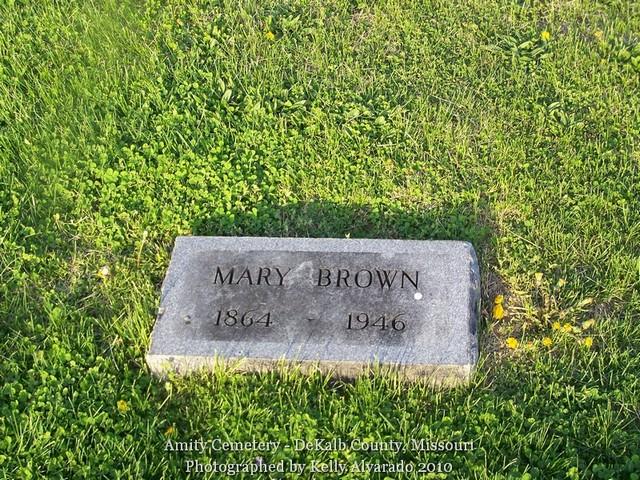 MARY BROWN
1864 - 1946
Amity Cemetery - DeKalb County, Missouri
Photographed by Kelly Alvarado 2010